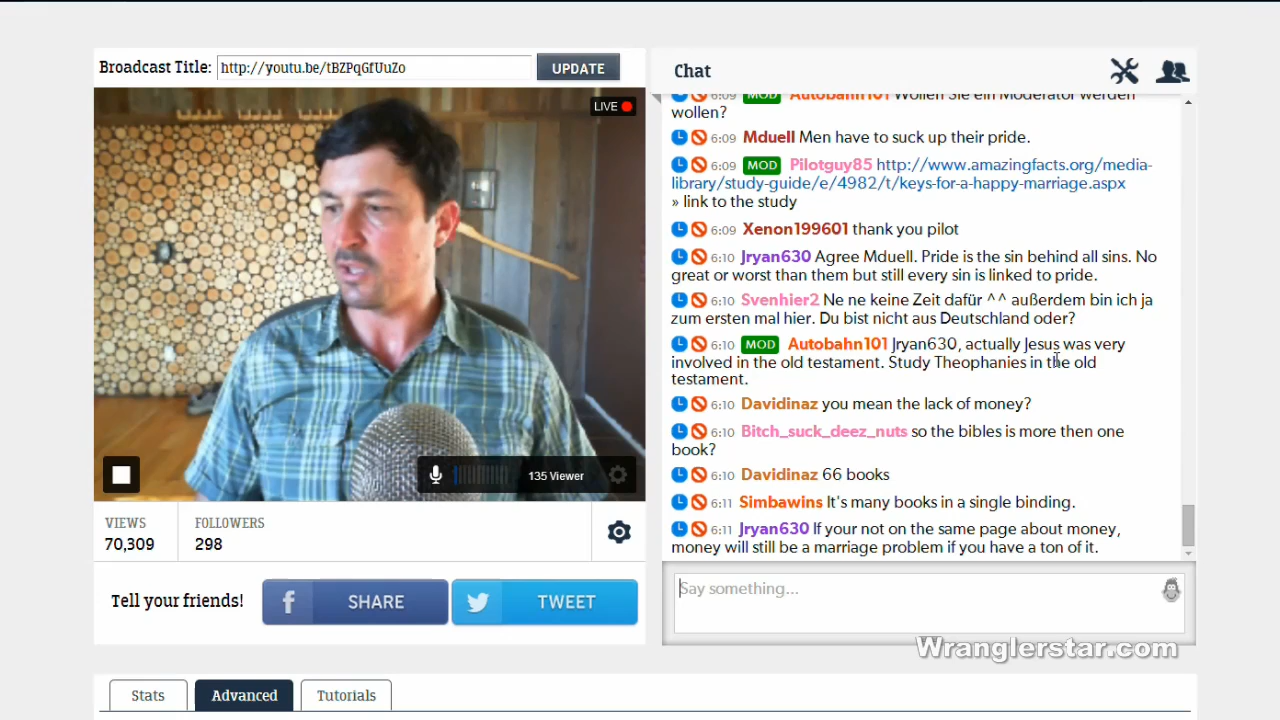 Broadcast Title: http://youtu.be/tBZPqGfUuZo UPDATE
LIVE
135 Viewer
VIEWS FOLLOWERS
70,309 298
Tell your friends! SHARE TWEET
Chat
6:09 MOD Autobahn101 Wollen Sie ein Moderator werden
wollen?
6:09 Mduell Men have to suck up their pride.
6:09 MOD Pilotguy85 http://www.amazingfacts.org/media-
library/study-guide/e/4982/t/keys-for-a-happy-marriage.aspx
» link to the study
6:09 Xenon199601 thank you pilot
6:10 Jryan630 Agree Mduell. Pride is the sin behind all sins. No
great or worst than them but still every sin is linked to pride.
6:10 Svenhier2 Ne ne keine Zeit dafür ^^ außerdem bin ich ja
zum ersten mal hier. Du bist nicht aus Deutschland oder?
6:10 MOD Autobahn101 Jryan630, actually Jesus was very
involved in the old testament. Study Theophanies in the old
testament.
6:10 Davidinaz you mean the lack of money?
6:10 Bitch_suck_deez_nuts so the bibles is more then one
book?
6:10 Davidinaz 66 books
6:11 Simbawins It's many books in a single binding.
6:11 Jryan630 If your not on the same page about money,
money will still be a marriage problem if you have a ton of it.
Say something...
Wranglerstar.com
Stats Advanced Tutorials